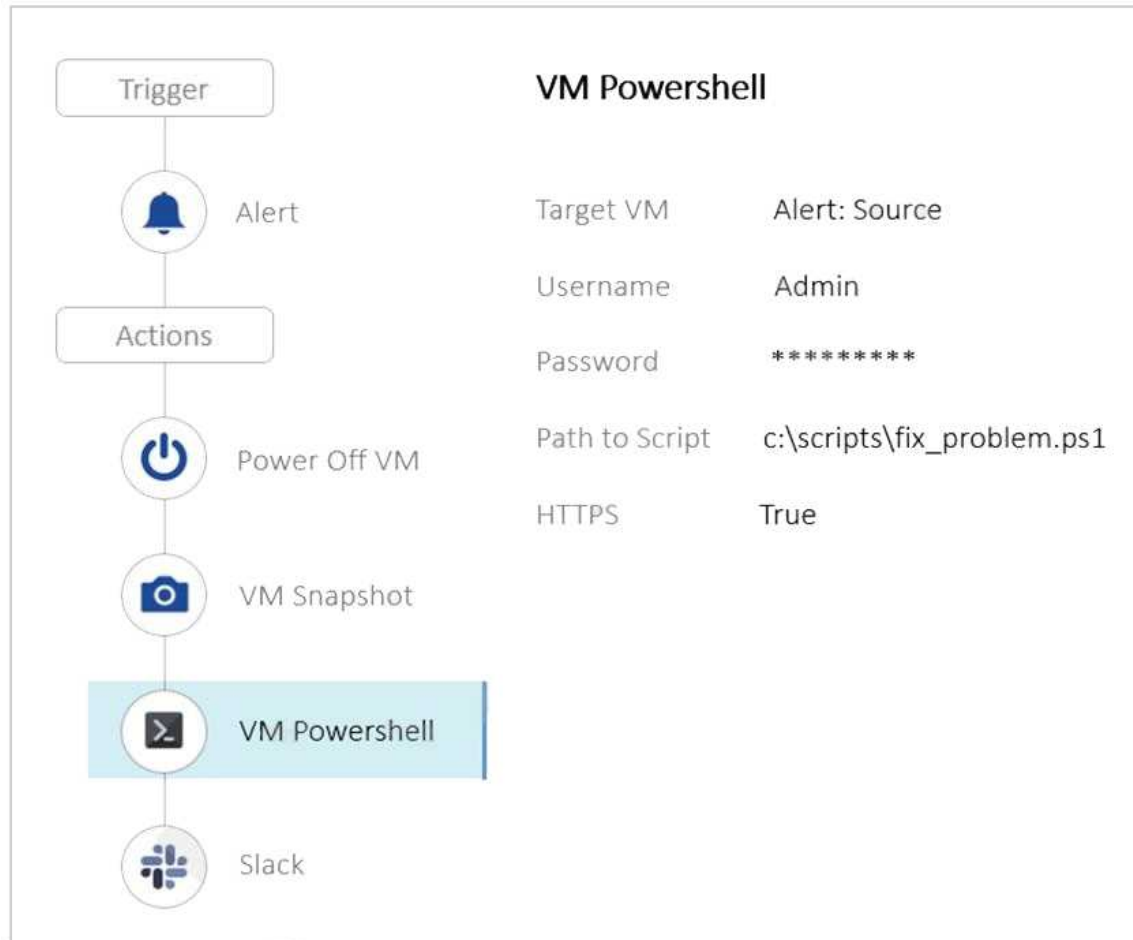 Trigger
Alert
Actions
Power Off VM
VM Snapshot
VM Powershell
Slack
VM Powershell
Target VM Alert: Source
Username Admin
Password *********
Path to Script c:\scripts\fix_problem.ps1
HTTPS True